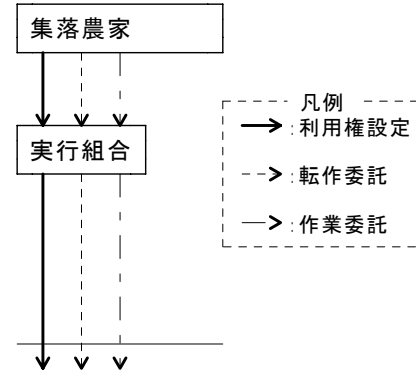 集落農家
実行組合
凡例
:利用権設定
:転作委託
:作業委託